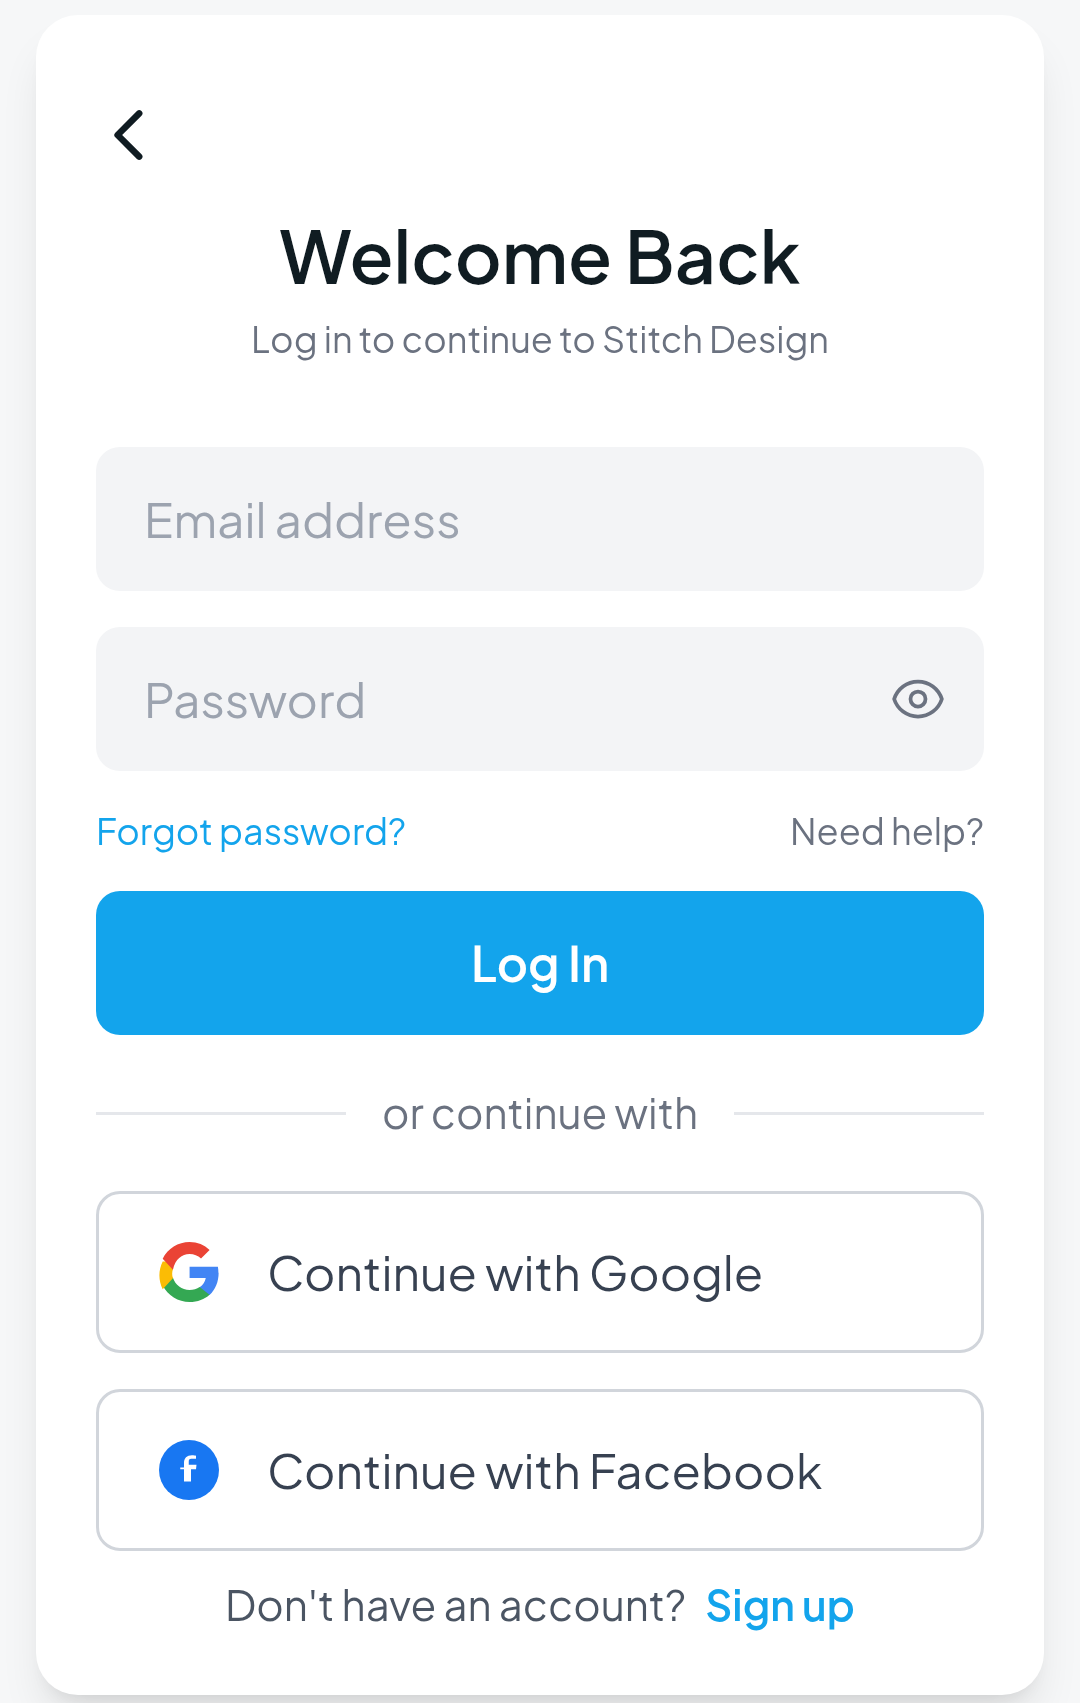 Welcome Back
Log in to continue to Stitch Design
Email address
Password
Forgot password? Need help?
Log In
or continue with
Continue with Google
Continue with Facebook
Don't have an account? Sign up